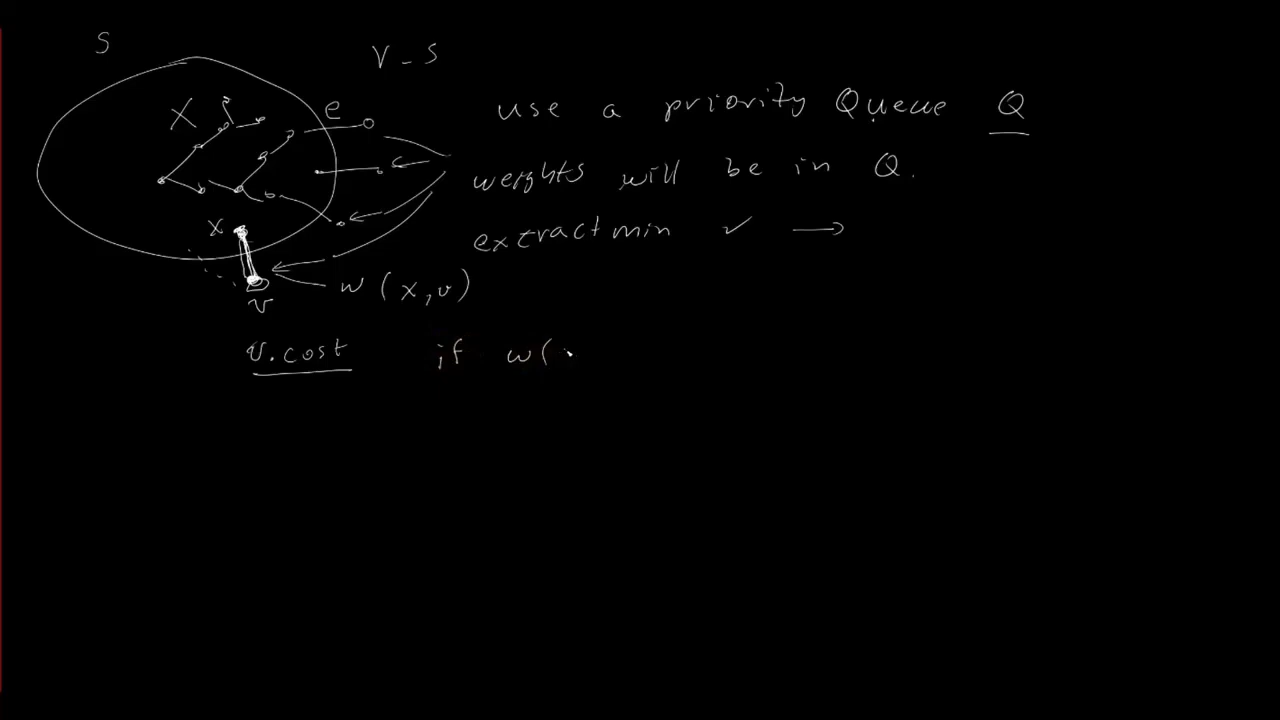 S
V - S
X
e
use a priority Queue Q
weights will be in Q.
extractmin ✓ →
x
v
w(x,v)
v.cost if w(